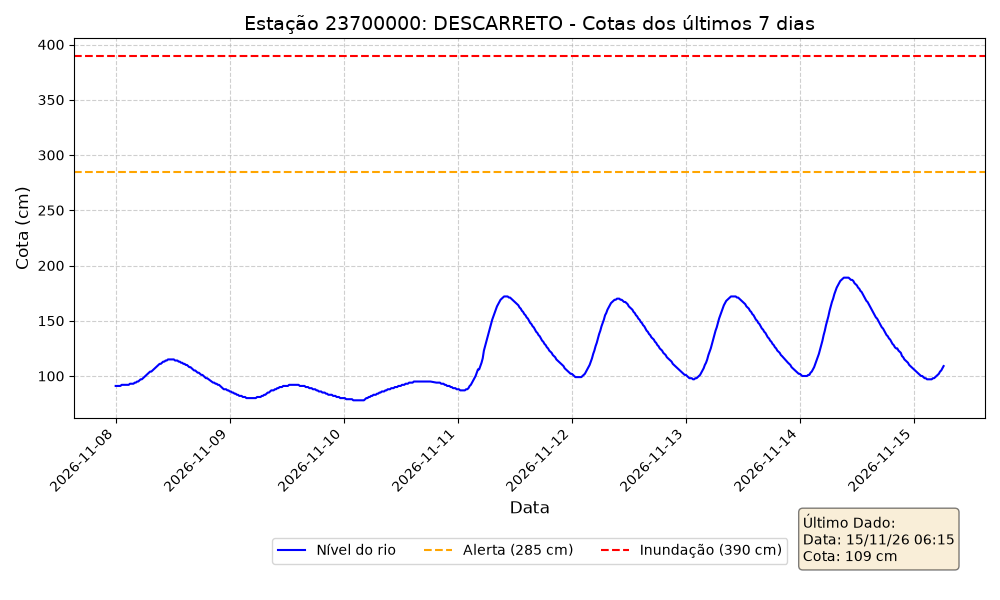 Estação 23700000: DESCARRETO - Cotas dos últimos 7 dias
Cota (cm)
400
350
300
250
200
150
100
2026-11-08
2026-11-09
2026-11-10
2026-11-11
2026-11-12
2026-11-13
2026-11-14
2026-11-15
Data
Nível do rio
Alerta (285 cm)
Inundação (390 cm)
Último Dado:
Data: 15/11/26 06:15
Cota: 109 cm